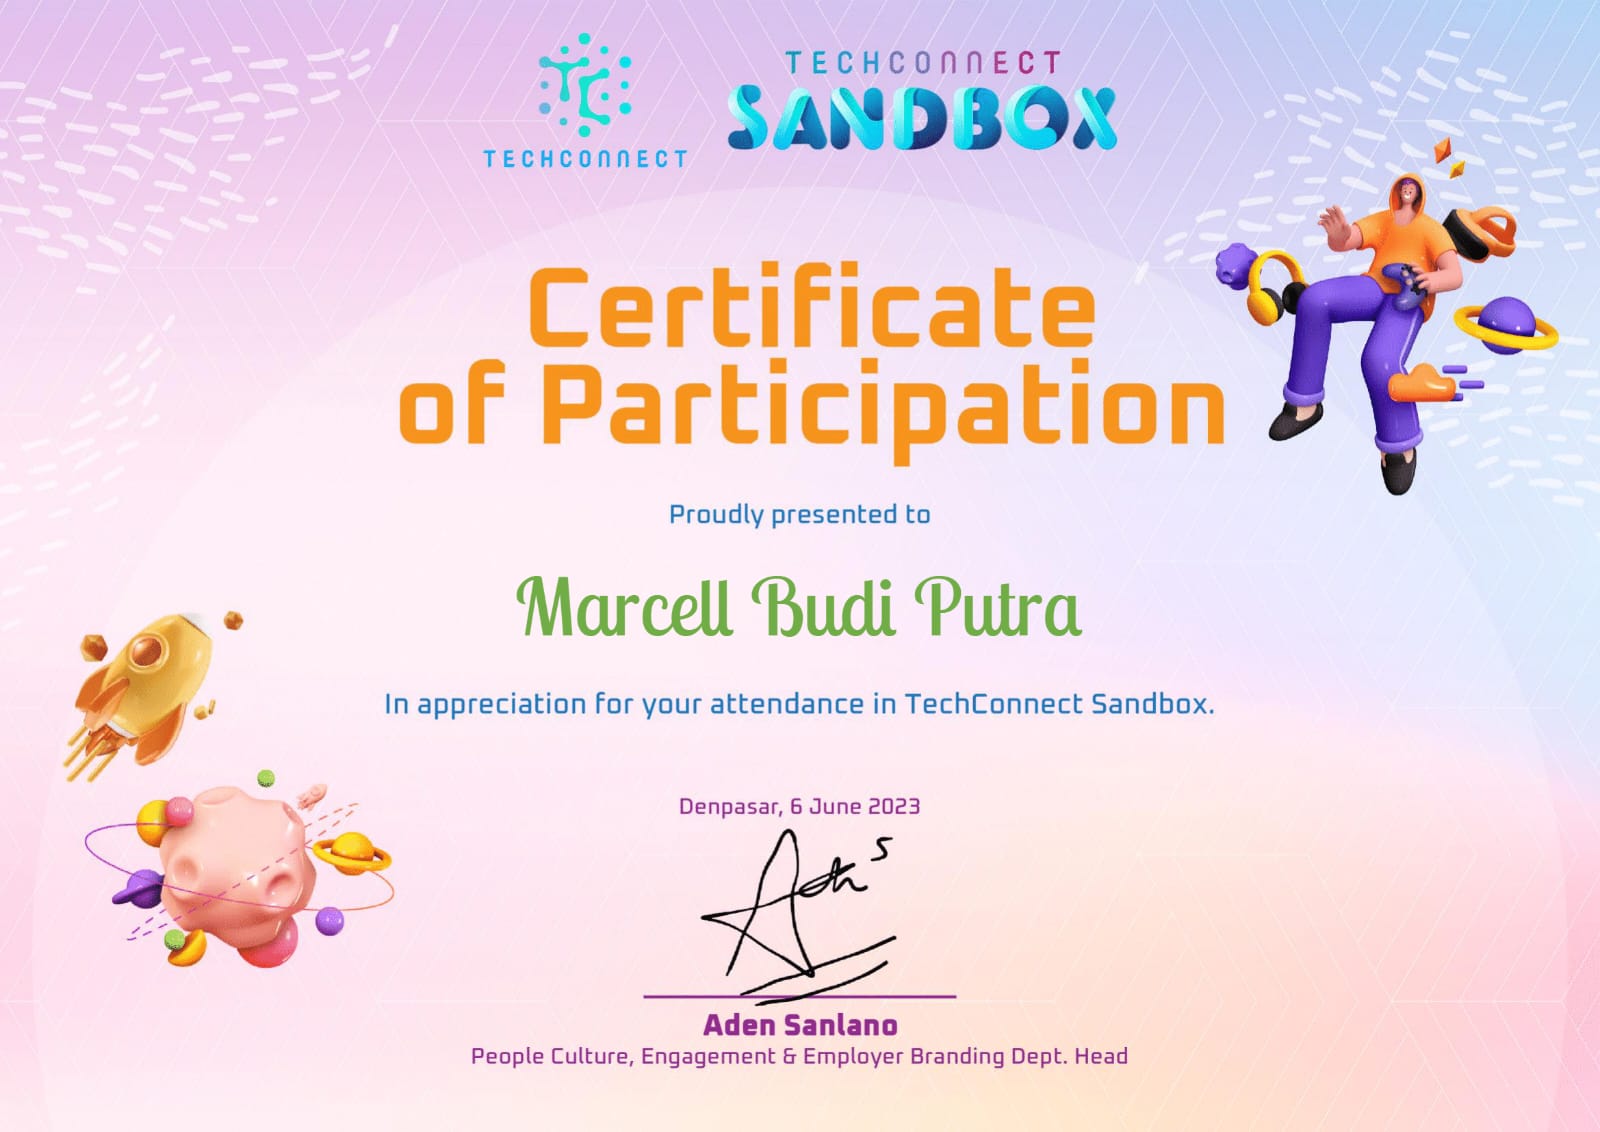 TECHCONNECT
TECHCONNECT
SANDBOX
Certificate
of Participation
Proudly presented to
Marcell Budi Putra
In appreciation for your attendance in TechConnect Sandbox.
Denpasar, 6 June 2023
Aden S
Aden Sanlano
People Culture, Engagement & Employer Branding Dept. Head